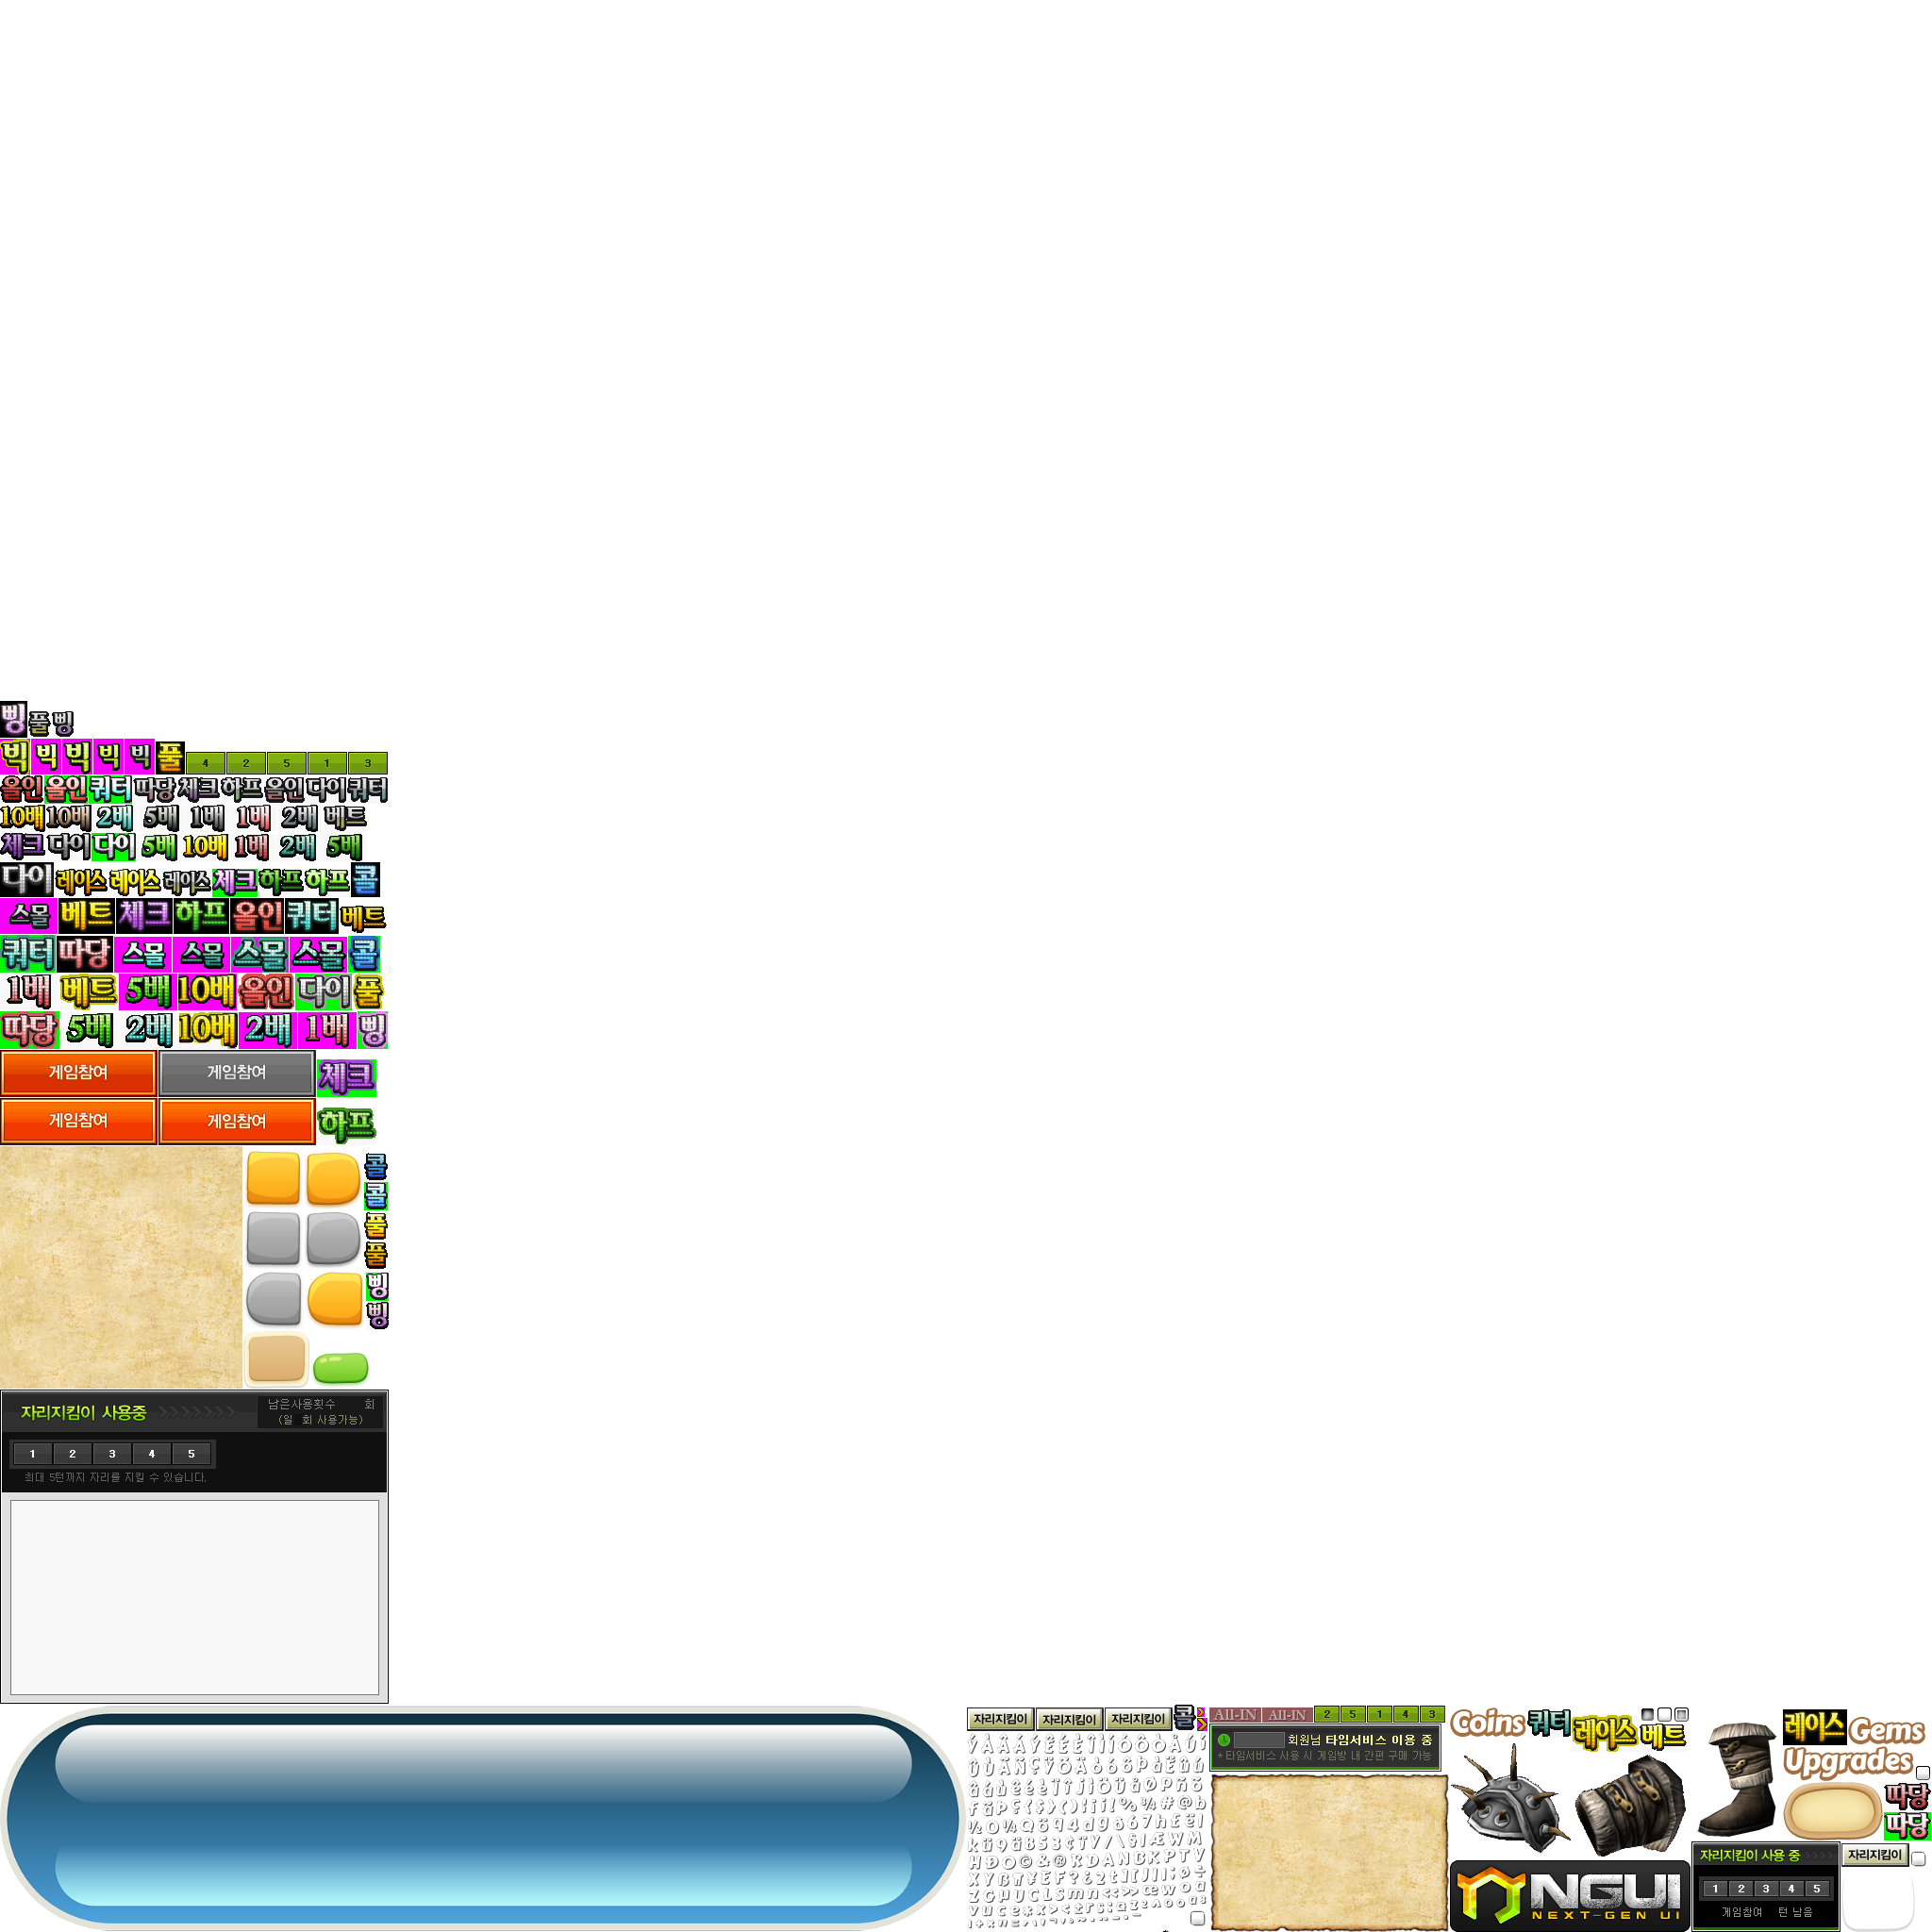 삥 풀 삥
빅 빅 빅 빅 빅 풀 4 2 5 1 3
올인 올인 쿼터 따당 체크 하프 올인 다이 쿼터
10배 10배 2배 5배 1배 1배 2배 베트
체크 다이 다이 5배 10배 1배 2배 5배
다이 레이스 레이스 레이스 체크 하프 하프 콜
스몰 베트 체크 하프 올인 쿼터 베트
쿼터 따당 스몰 스몰 스몰 스몰 콜
1배 베트 5배 10배 올인 다이 풀
따당 5배 2배 10배 2배 1배 삥
게임참여 게임참여 체크
게임참여 게임참여 하프
콜
콜
풀
풀
삥
삥
자리지킴이 사용중
남은사용횟수 회
(일 회 사용가능)
1 2 3 4 5
최대 5턴까지 자리를 지킬 수 있습니다.
자리지킴이 자리지킴이 자리지킴이 콜
All-IN All-IN 2 5 1 4 3
회원님 타임서비스 이용 중
* 타임서비스 사용 시 게임방 내 간편 구매 가능
Coins 쿼터 레이스 베트
레이스 Gems
Upgrades
따당
따당
NGUI
NEXT-GEN UI
자리지킴이 사용 중
1 2 3 4 5
게임참여 턴 남음
자리지킴이